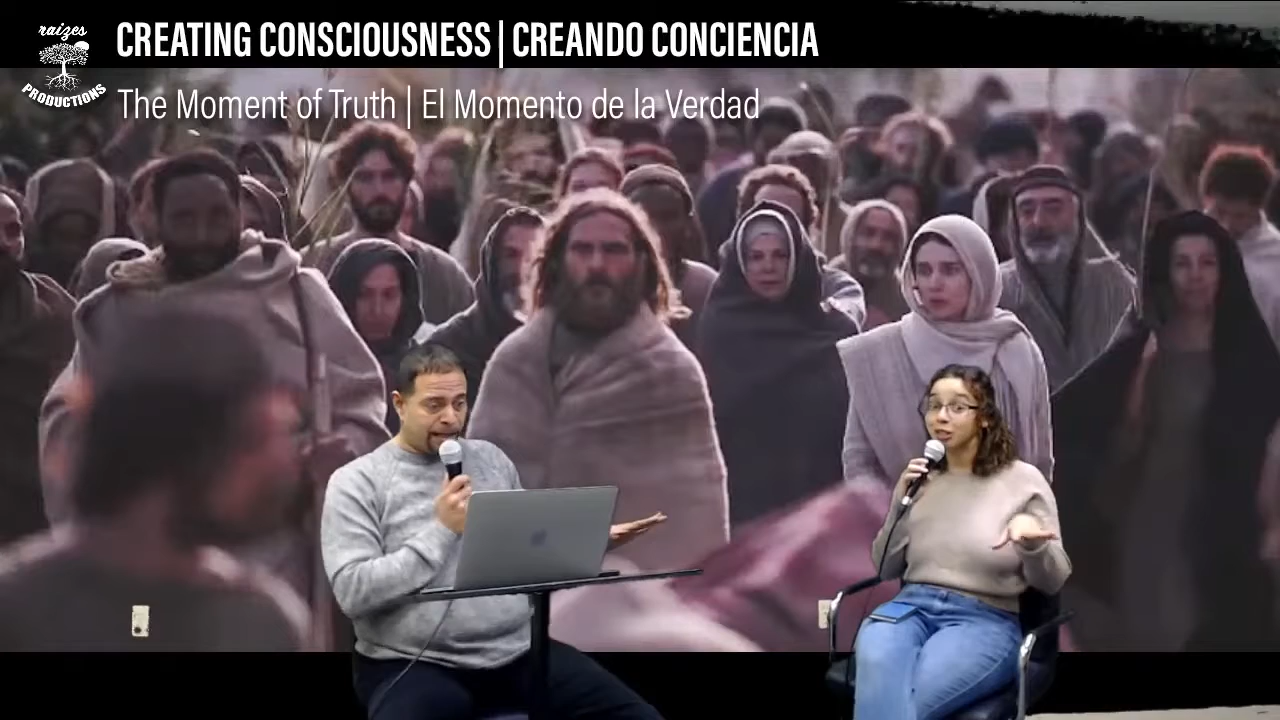 raizes
PRODUCTIONS
CREATING CONSCIOUSNESS | CREANDO CONCIENCIA
The Moment of Truth | El Momento de la Verdad